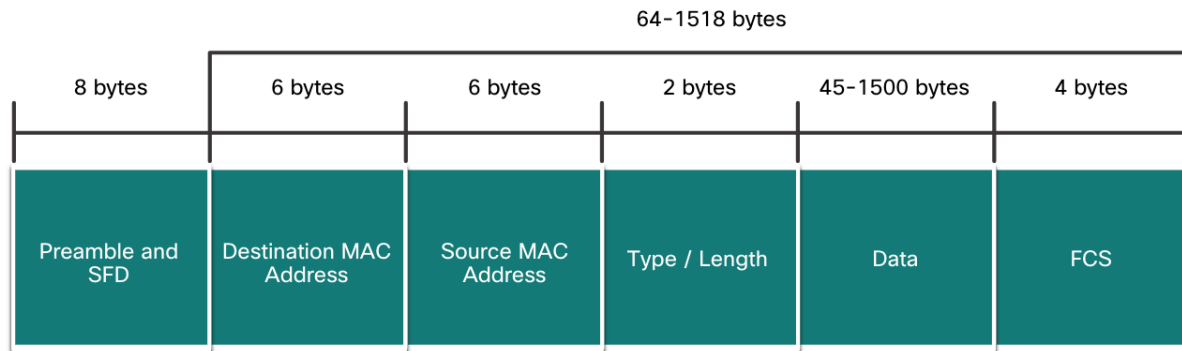 64-1518 bytes
8 bytes
6 bytes
6 bytes
2 bytes
45-1500 bytes
4 bytes
Preamble and
SFD
Destination MAC
Address
Source MAC
Address
Type / Length
Data
FCS